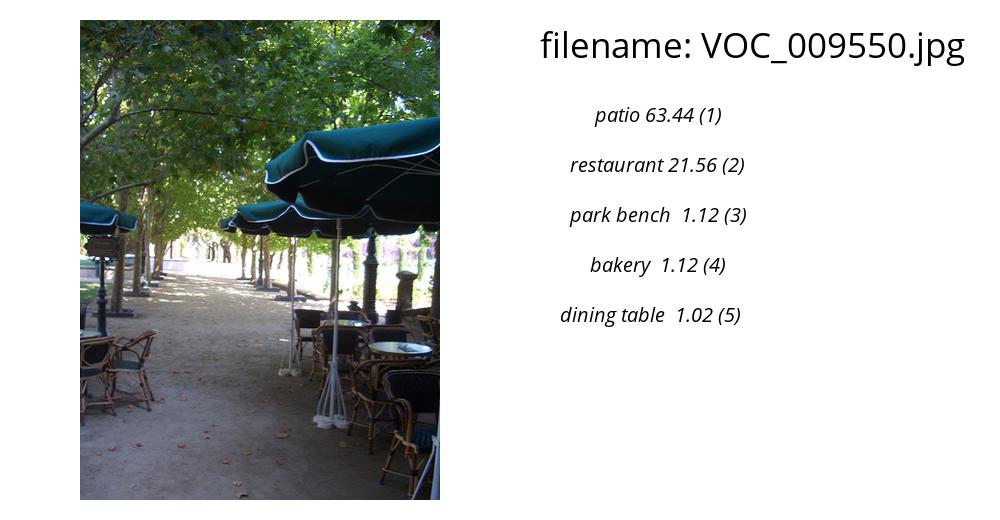 filename: VOC_009550.jpg
patio 63.44 (1)
restaurant 21.56 (2)
park bench 1.12 (3)
bakery 1.12 (4)
dining table 1.02 (5)